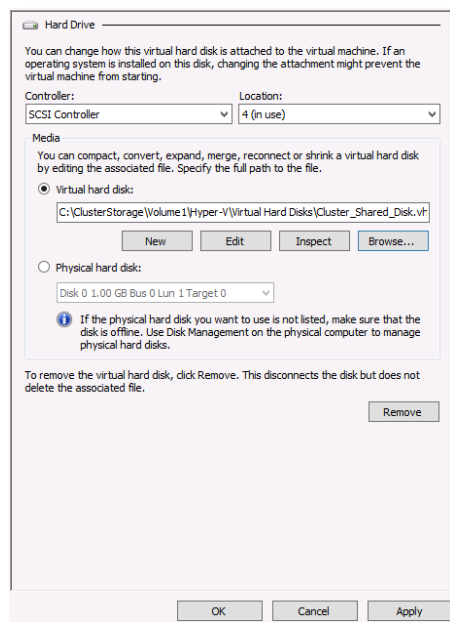 Hard Drive
You can change how this virtual hard disk is attached to the virtual machine. If an
operating system is installed on this disk, changing the attachment might prevent the
virtual machine from starting.
Controller: Location:
SCSI Controller 4 (in use)
Media
You can compact, convert, expand, merge, reconnect or shrink a virtual hard disk
by editing the associated file. Specify the full path to the file.
Virtual hard disk:
C:\ClusterStorage\Volume1\Hyper-V\Virtual Hard Disks\Cluster_Shared_Disk.vh
New Edit Inspect Browse...
Physical hard disk:
Disk 0 1.00 GB Bus 0 Lun 1 Target 0
If the physical hard disk you want to use is not listed, make sure that the
disk is offline. Use Disk Management on the physical computer to manage
physical hard disks.
To remove the virtual hard disk, click Remove. This disconnects the disk but does not
delete the associated file.
Remove
OK Cancel Apply